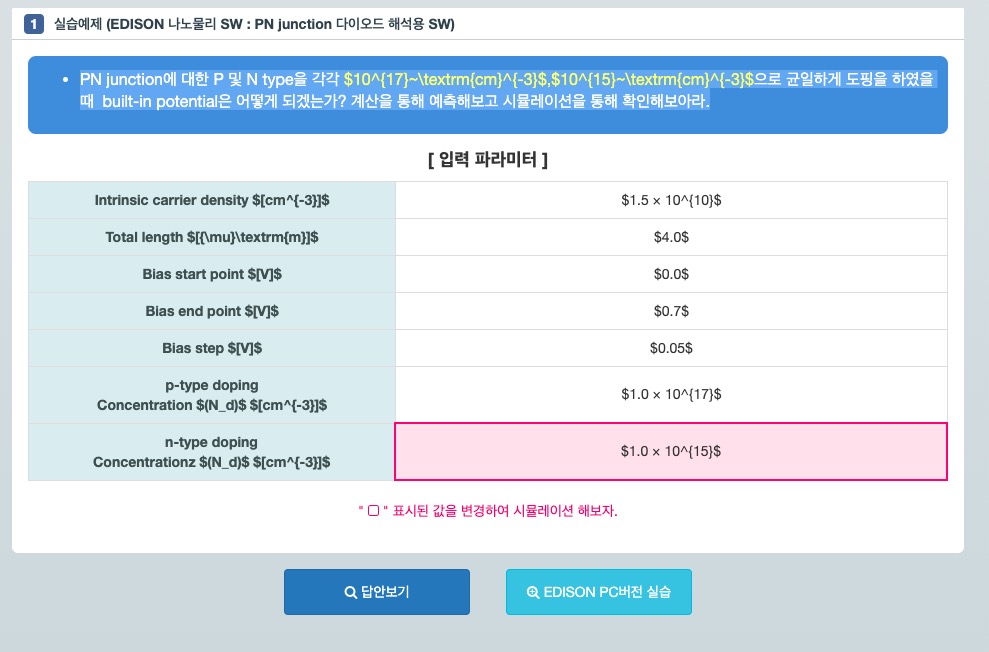 1 실습예제 (EDISON 나노물리 SW : PN junction 다이오드 해석용 SW)
• PN junction에 대한 P 및 N type을 각각 $10^{17}~\textrm{cm}^{-3}$,$10^{15}~\textrm{cm}^{-3}$으로 균일하게 도핑을 하였을
때 built-in potential은 어떻게 되겠는가? 계산을 통해 예측해보고 시뮬레이션을 통해 확인해보아라.
[ 입력 파라미터 ]
Intrinsic carrier density $[cm^{-3}]$ $1.5 × 10^{10}$
Total length $[{\mu}\textrm{m}]$ $4.0$
Bias start point $[V]$ $0.0$
Bias end point $[V]$ $0.7$
Bias step $[V]$ $0.05$
p-type doping
Concentration $(N_d)$ $[cm^{-3}]$ $1.0 × 10^{17}$
n-type doping
Concentrationz $(N_d)$ $[cm^{-3}]$ $1.0 × 10^{15}$
" □ " 표시된 값을 변경하여 시뮬레이션 해보자.
답안보기 EDISON PC버전 실습